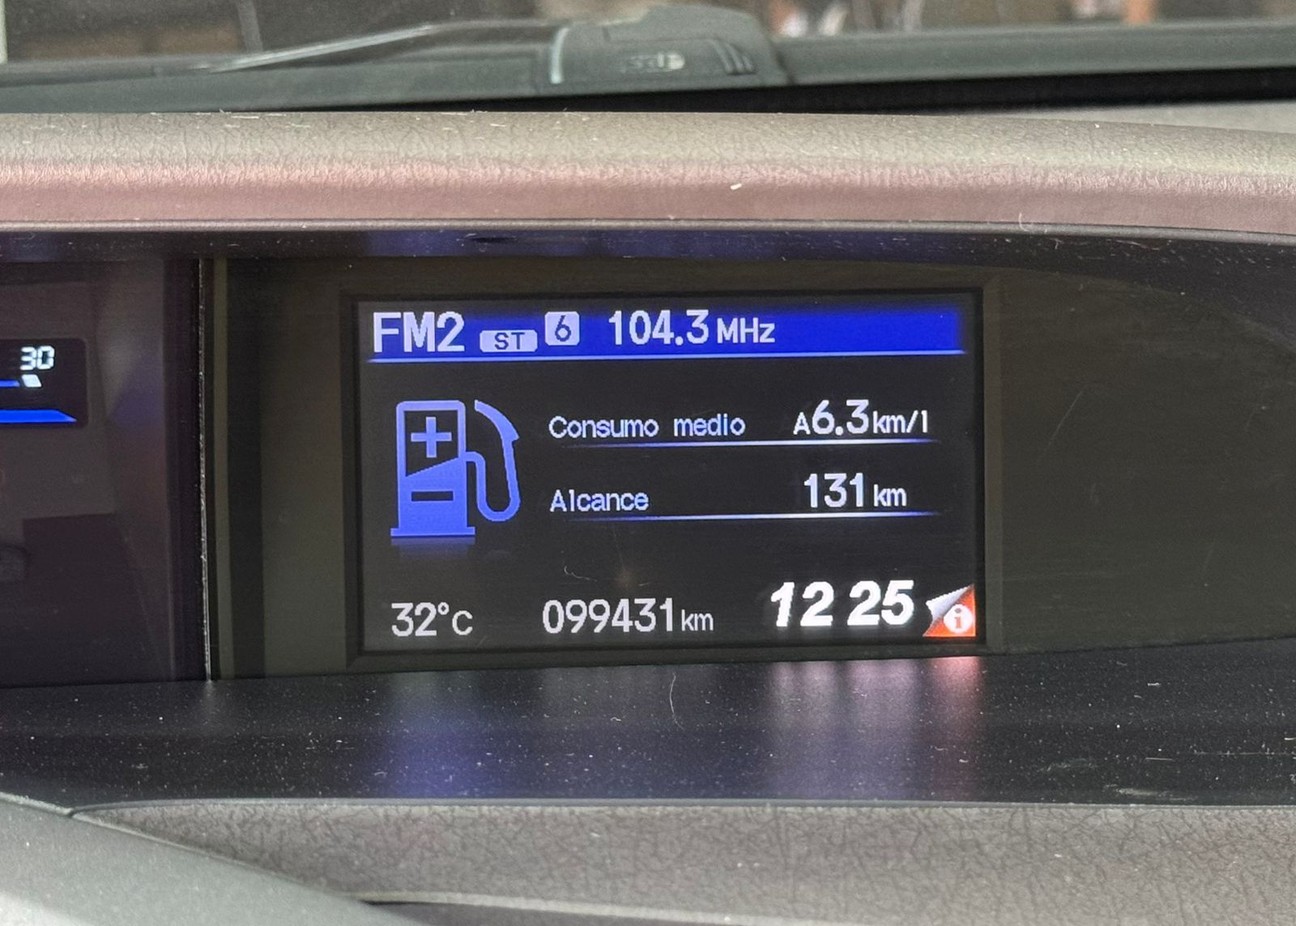 FM2 ST 6 104.3 MHz
30
Consumo medio A6.3 km/l
Alcance 131 km
32°C 099431 km 12 25 i